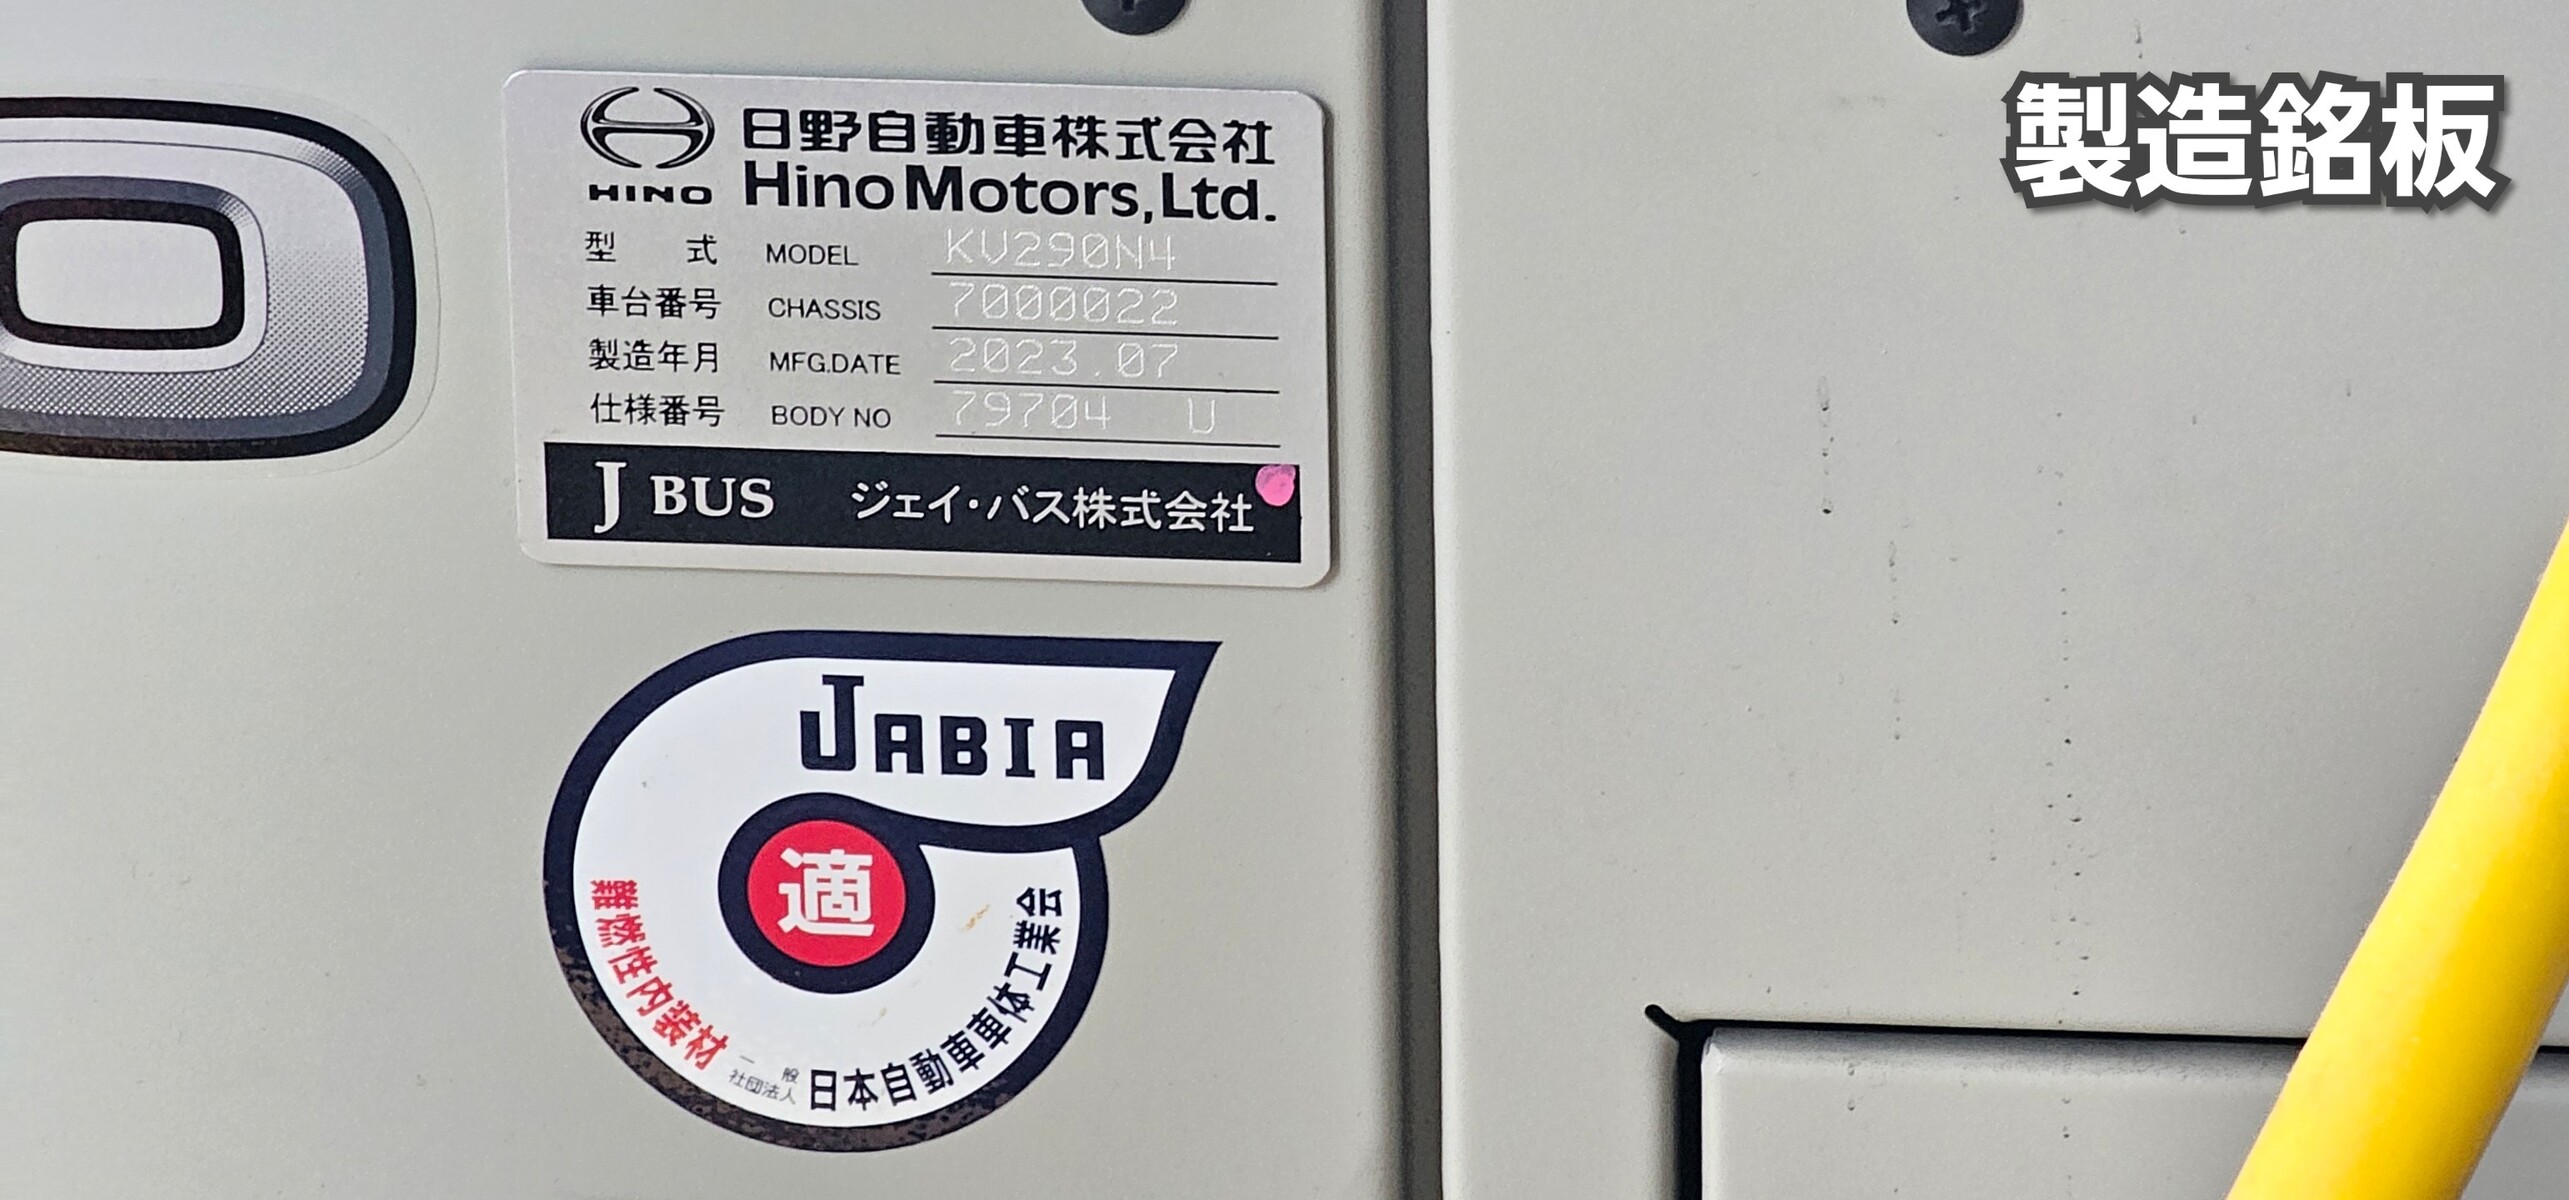 製造銘板
HINO
日野自動車株式会社
Hino Motors, Ltd.
型 式 MODEL KV290N4
車台番号 CHASSIS 7000022
製造年月 MFG.DATE 2023.07
仕様番号 BODY NO 79704 U
J BUS ジェイ・バス株式会社
JABIA
適
難燃性内装材
一般社団法人 日本自動車車体工業会